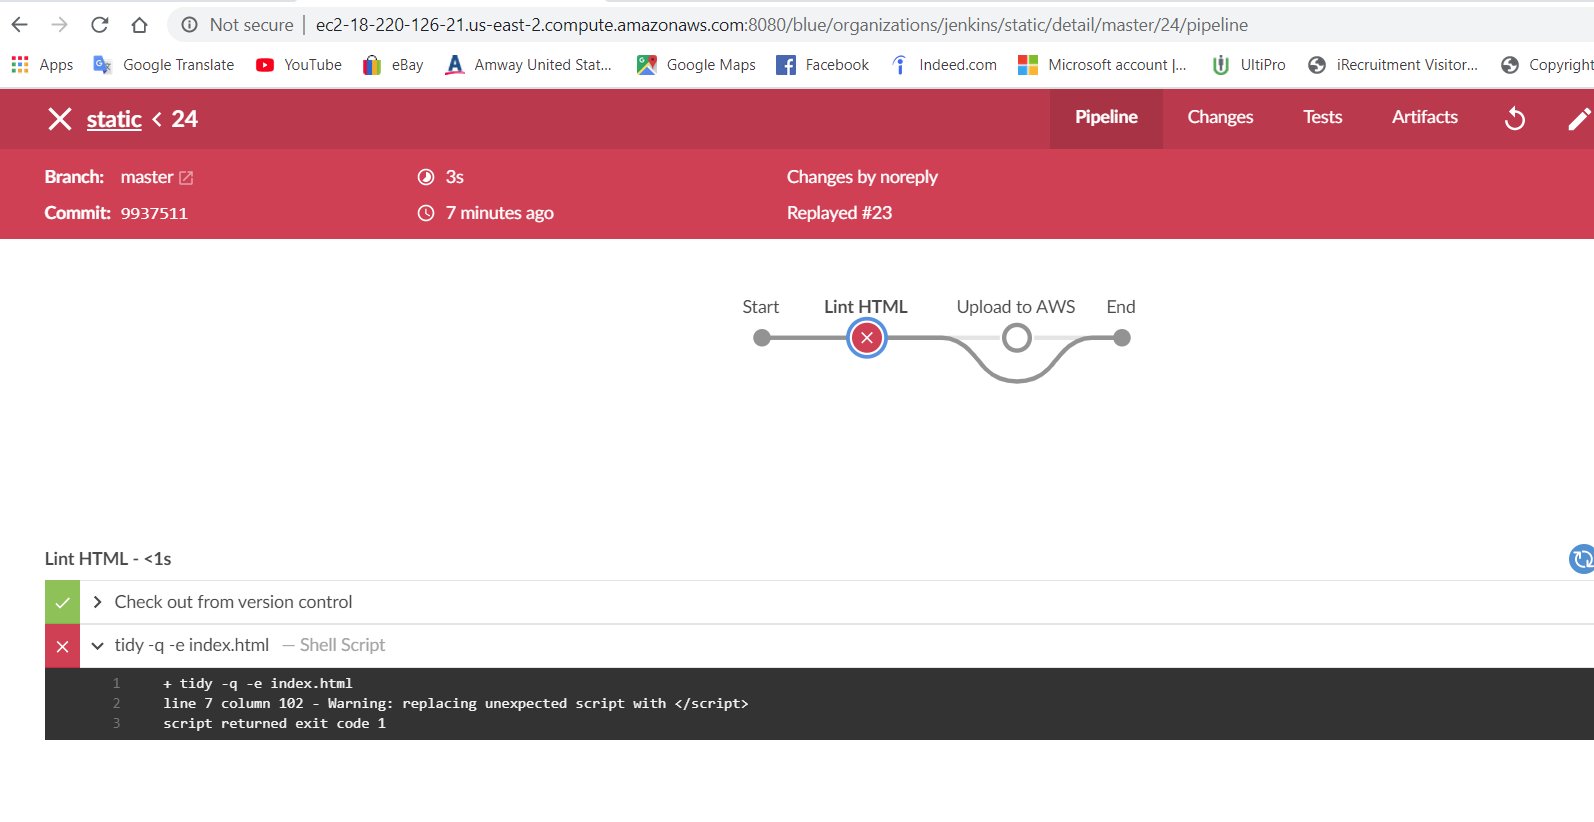 Not secure | ec2-18-220-126-21.us-east-2.compute.amazonaws.com:8080/blue/organizations/jenkins/static/detail/master/24/pipeline
Apps Google Translate YouTube eBay Amway United Stat... Google Maps Facebook Indeed.com Microsoft account |... UltiPro iRecruitment Visitor... Copyright
static < 24 Pipeline Changes Tests Artifacts
Branch: master 3s Changes by noreply
Commit: 9937511 7 minutes ago Replayed #23
Start Lint HTML Upload to AWS End
Lint HTML - <1s
Check out from version control
tidy -q -e index.html — Shell Script
1 + tidy -q -e index.html
2 line 7 column 102 - Warning: replacing unexpected script with </script>
3 script returned exit code 1